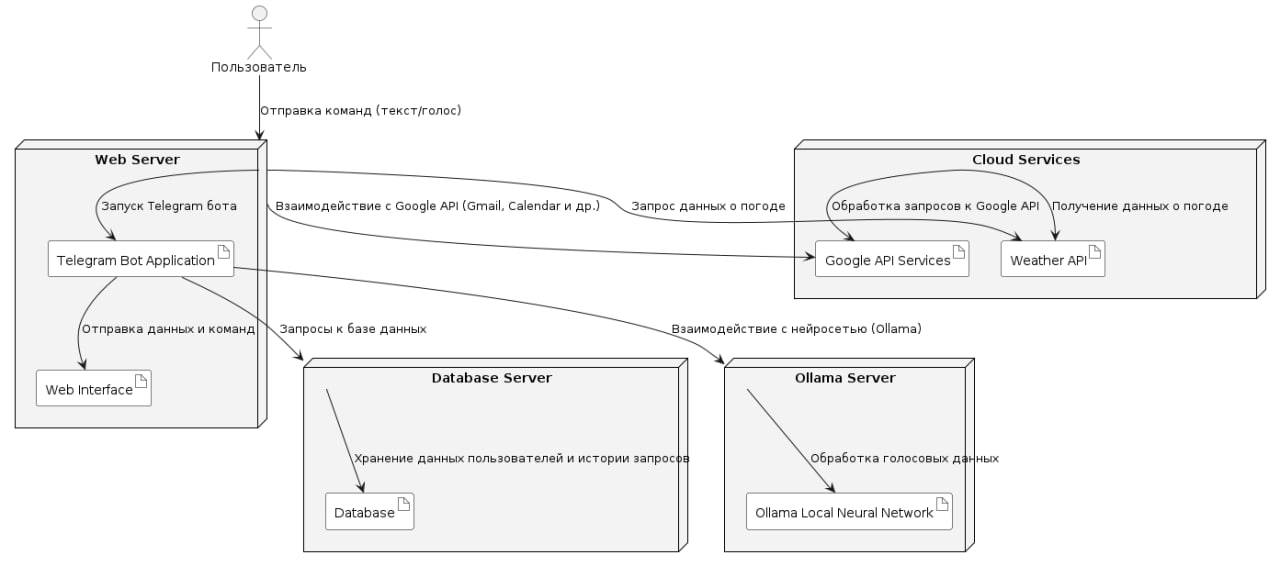 Пользователь
Отправка команд (текст/голос)
Web Server
Cloud Services
Запуск Telegram бота
Взаимодействие с Google API (Gmail, Calendar и др.)
Запрос данных о погоде
Обработка запросов к Google API
Получение данных о погоде
Telegram Bot Application
Google API Services
Weather API
Отправка данных и команд
Запросы к базе данных
Взаимодействие с нейросетью (Ollama)
Web Interface
Database Server
Ollama Server
Хранение данных пользователей и истории запросов
Обработка голосовых данных
Database
Ollama Local Neural Network